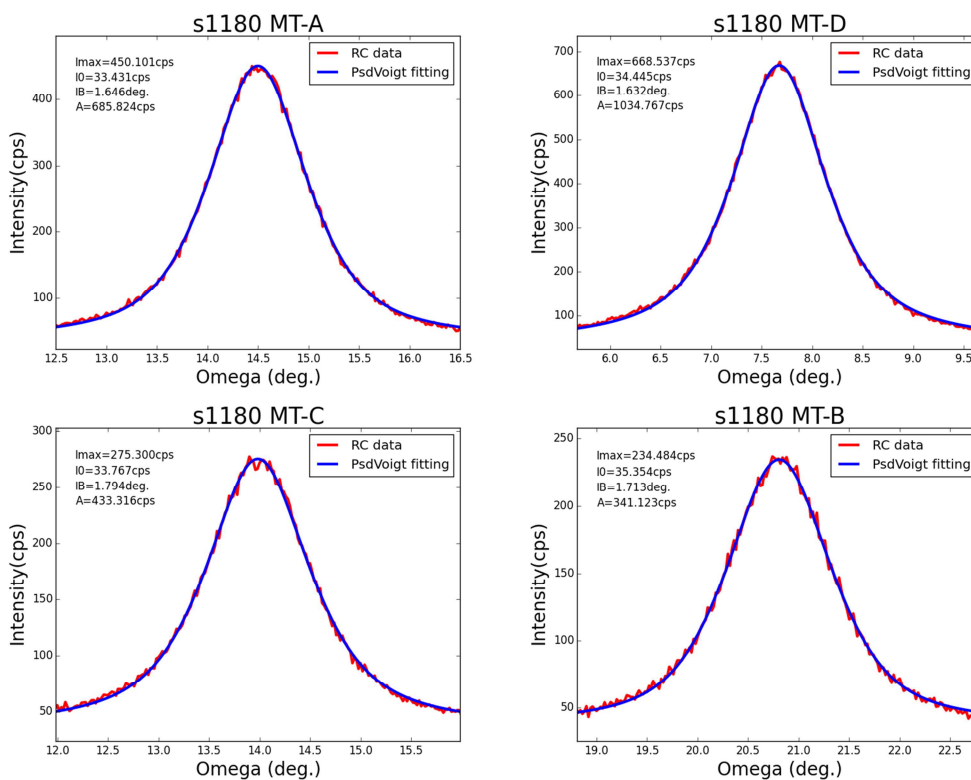 s1180 MT-A
Imax=450.101cps
I0=33.431cps
IB=1.646deg.
A=685.824cps
RC data
PsdVoigt fitting
Intensity(cps)
400
300
200
100
12.5 13.0 13.5 14.0 14.5 15.0 15.5 16.0 16.5
Omega (deg.)
s1180 MT-D
Imax=668.537cps
I0=34.445cps
IB=1.632deg.
A=1034.767cps
RC data
PsdVoigt fitting
Intensity(cps)
700
600
500
400
300
200
100
6.0 6.5 7.0 7.5 8.0 8.5 9.0 9.5
Omega (deg.)
s1180 MT-C
Imax=275.300cps
I0=33.767cps
IB=1.794deg.
A=433.316cps
RC data
PsdVoigt fitting
Intensity(cps)
300
250
200
150
100
50
12.0 12.5 13.0 13.5 14.0 14.5 15.0 15.5
Omega (deg.)
s1180 MT-B
Imax=234.484cps
I0=35.354cps
IB=1.713deg.
A=341.123cps
RC data
PsdVoigt fitting
Intensity(cps)
250
200
150
100
50
19.0 19.5 20.0 20.5 21.0 21.5 22.0 22.5
Omega (deg.)